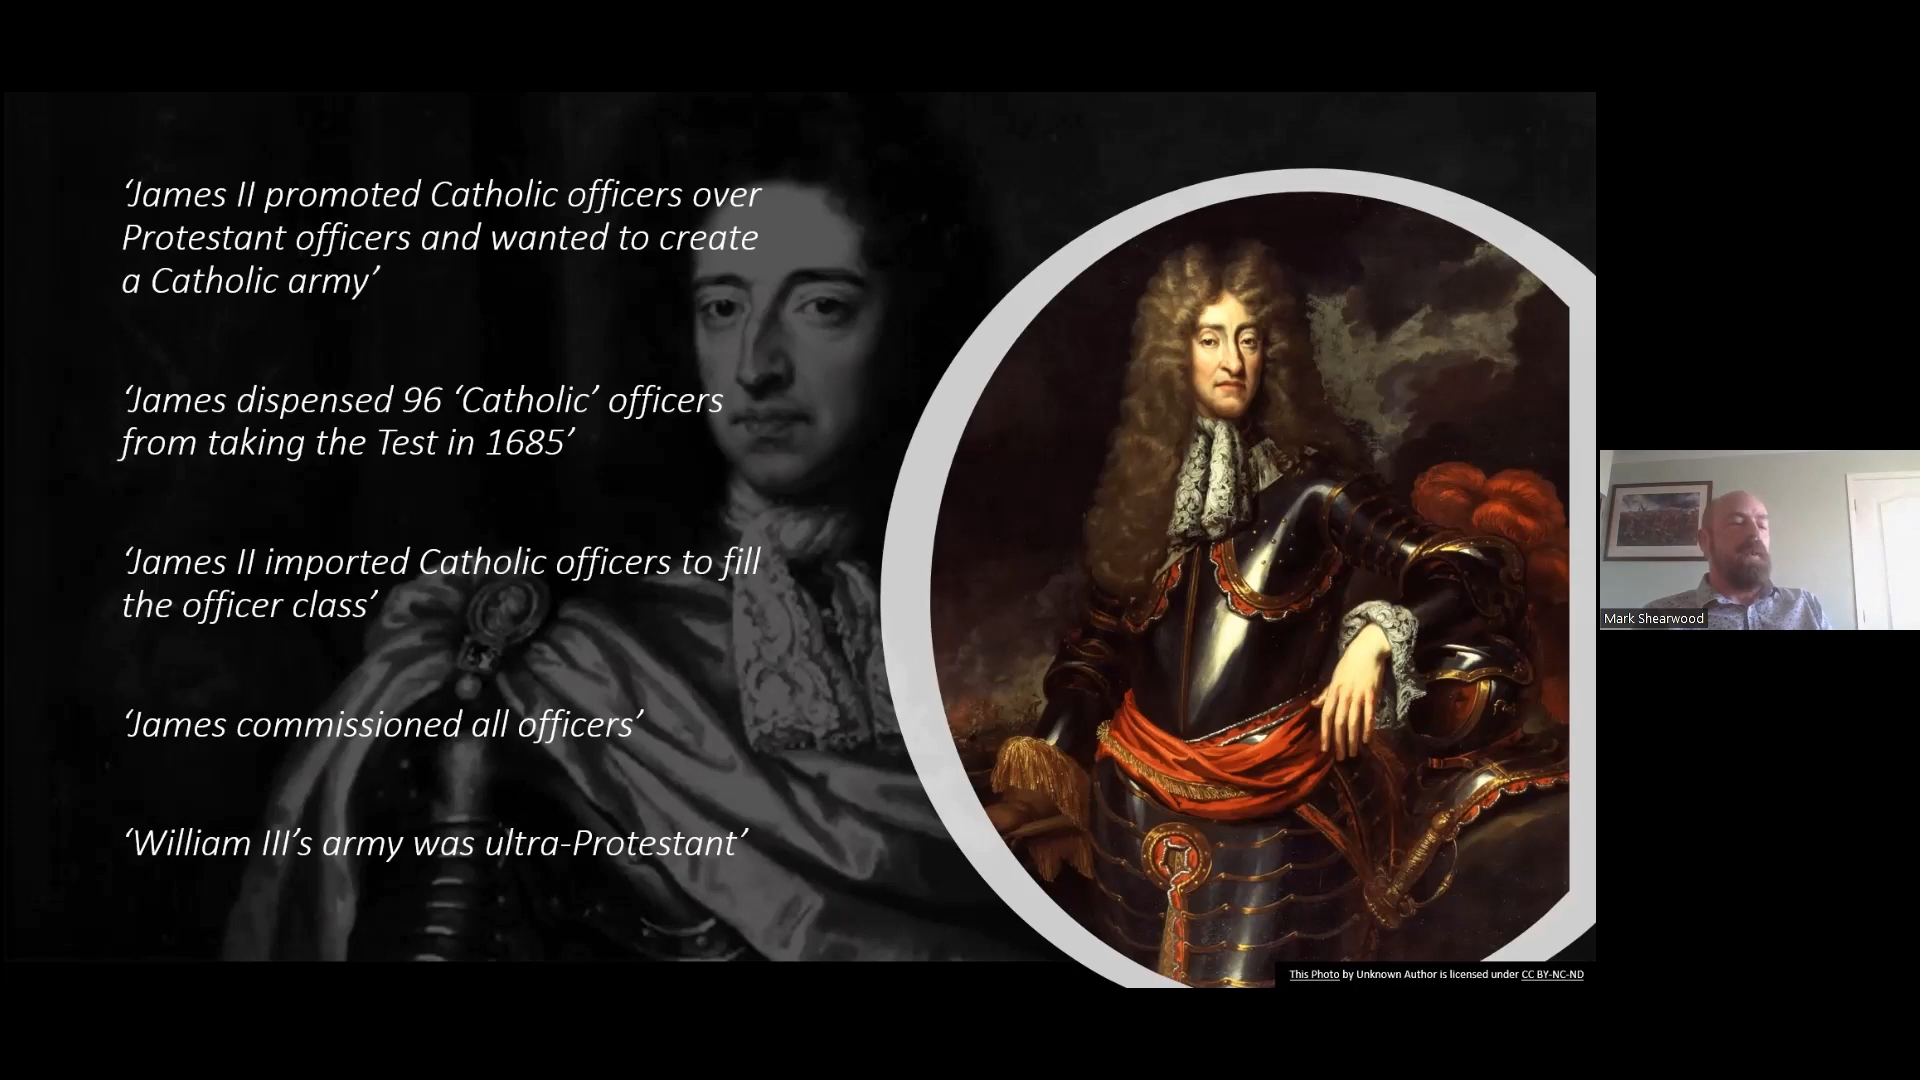 ‘James II promoted Catholic officers over
Protestant officers and wanted to create
a Catholic army’
‘James dispensed 96 ‘Catholic’ officers
from taking the Test in 1685’
‘James II imported Catholic officers to fill
the officer class’
‘James commissioned all officers’
‘William III’s army was ultra-Protestant’
This Photo by Unknown Author is licensed under CC BY-NC-ND
Mark Shearwood